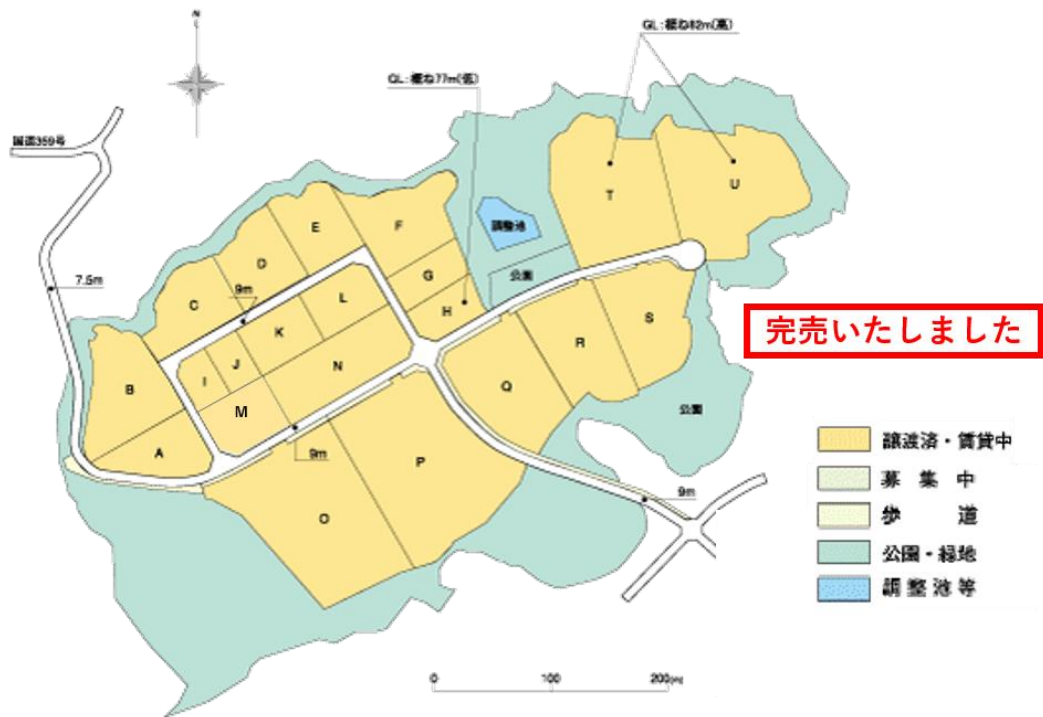 N
GL:概ね82m(高)
GL:概ね77m(低)
国道359号
T
U
E
F
調整池
D
G
公園
7.5m
9m
C
L
H
K
S
完売いたしました
J
N
R
B
I
Q
M
公園
A
9m
P
譲渡済・賃貸中
募集中
9m
O
歩道
公園・緑地
調整池等
0 100 200(m)